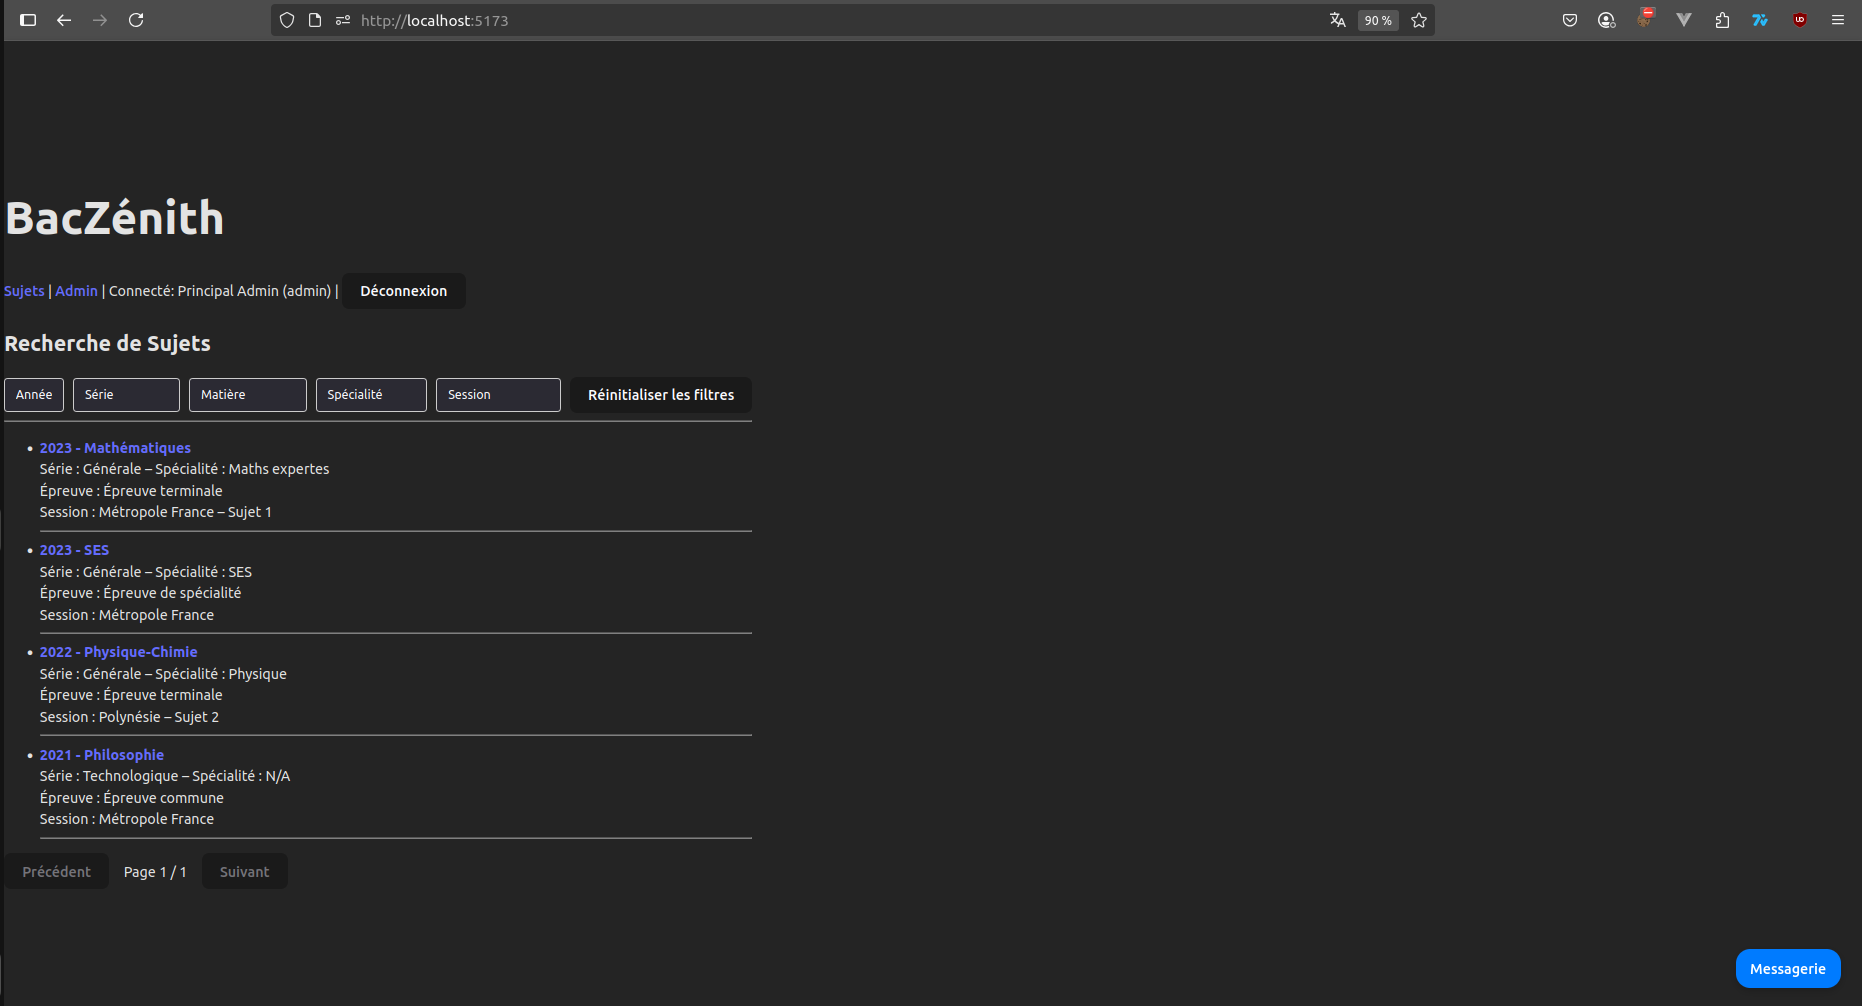 http://localhost:5173
90 %
BacZénith
Sujets | Admin | Connecté: Principal Admin (admin) | Déconnexion
Recherche de Sujets
Année Série Matière Spécialité Session Réinitialiser les filtres
• 2023 - Mathématiques
Série : Générale – Spécialité : Maths expertes
Épreuve : Épreuve terminale
Session : Métropole France – Sujet 1
• 2023 - SES
Série : Générale – Spécialité : SES
Épreuve : Épreuve de spécialité
Session : Métropole France
• 2022 - Physique-Chimie
Série : Générale – Spécialité : Physique
Épreuve : Épreuve terminale
Session : Polynésie – Sujet 2
• 2021 - Philosophie
Série : Technologique – Spécialité : N/A
Épreuve : Épreuve commune
Session : Métropole France
Précédent Page 1 / 1 Suivant
Messagerie